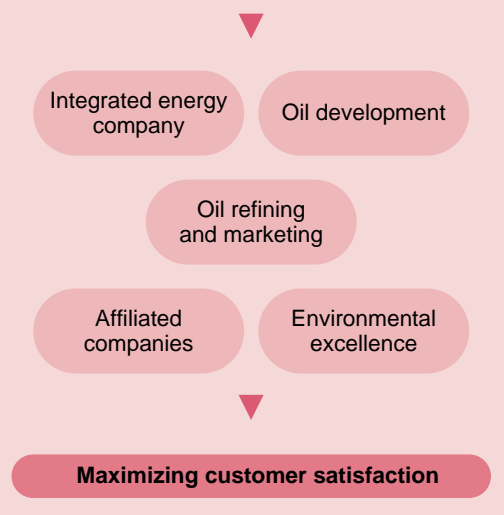 Integrated energy
company
Oil development
Oil refining
and marketing
Affiliated
companies
Environmental
excellence
Maximizing customer satisfaction